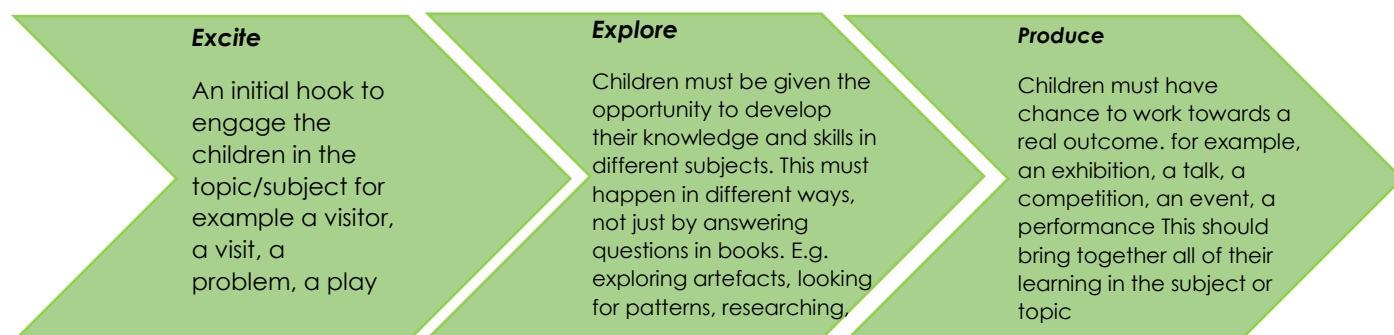 Excite
An initial hook to
engage the
children in the
topic/subject for
example a visitor,
a visit, a
problem, a play
Explore
Children must be given the
opportunity to develop
their knowledge and skills in
different subjects. This must
happen in different ways,
not just by answering
questions in books. E.g.
exploring artefacts, looking
for patterns, researching,
Produce
Children must have
chance to work towards a
real outcome. for example,
an exhibition, a talk, a
competition, an event, a
performance This should
bring together all of their
learning in the subject or
topic